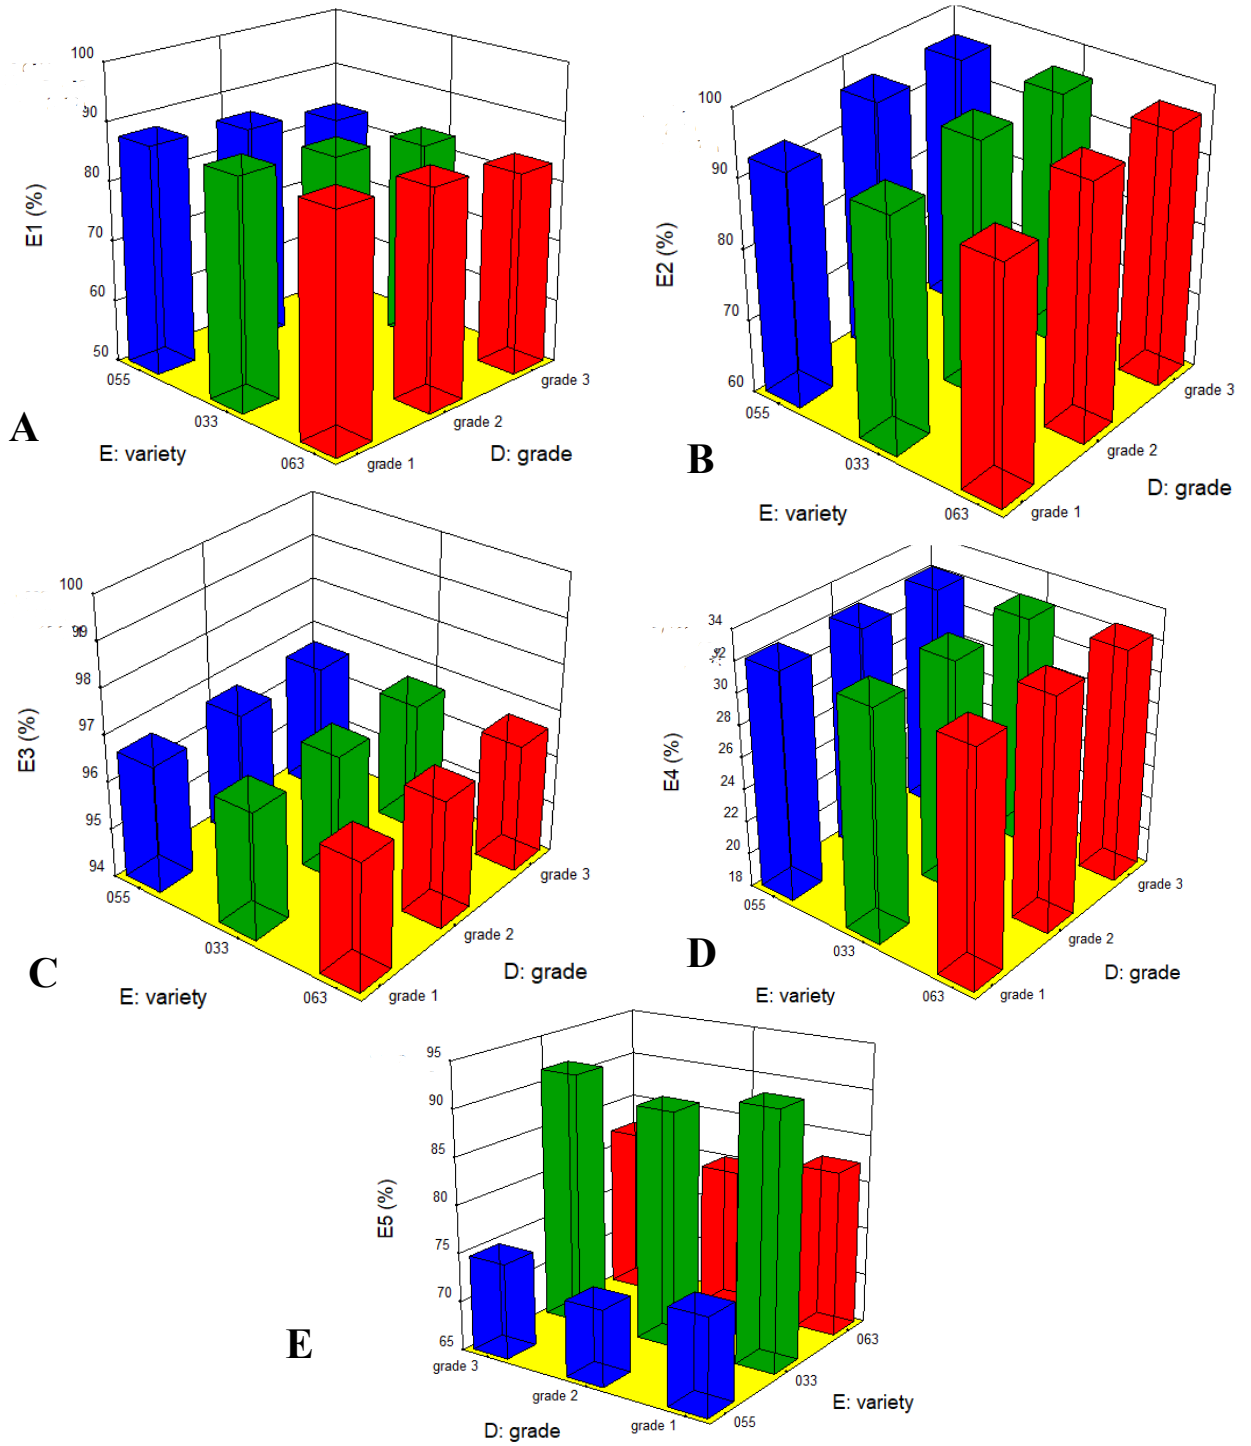 100
90
80
70
60
50
E1 (%)
055
033
063
E: variety
grade 1
grade 2
grade 3
D: grade
A
100
90
80
70
60
E2 (%)
055
033
063
E: variety
grade 1
grade 2
grade 3
D: grade
B
100
99
98
97
96
95
94
E3 (%)
055
033
063
E: variety
grade 1
grade 2
grade 3
D: grade
C
34
32
30
28
26
24
22
20
18
E4 (%)
055
033
063
E: variety
grade 1
grade 2
grade 3
D: grade
D
95
90
85
80
75
70
65
E5 (%)
grade 3
grade 2
grade 1
D: grade
055
033
063
E: variety
E